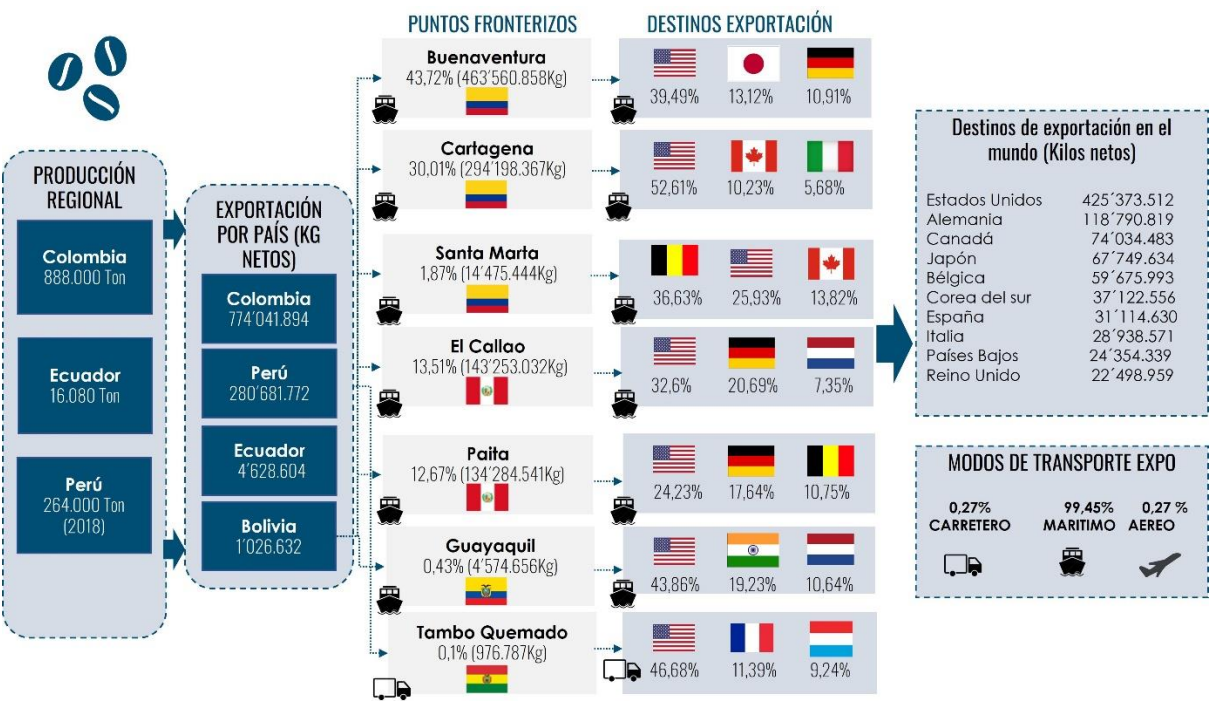 PRODUCCIÓN
REGIONAL
Colombia
888.000 Ton
Ecuador
16.080 Ton
Perú
264.000 Ton
(2018)
EXPORTACIÓN
POR PAÍS (KG
NETOS)
Colombia
774´041.894
Perú
280´681.772
Ecuador
4´628.604
Bolivia
1´026.632
PUNTOS FRONTERIZOS
Buenaventura
43,72% (463´560.858Kg)
Cartagena
30,01% (294´198.367Kg)
Santa Marta
1,87% (14´475.444Kg)
El Callao
13,51% (143´253.032Kg)
Paita
12,67% (134´284.541Kg)
Guayaquil
0,43% (4´574.656Kg)
Tambo Quemado
0,1% (976.787Kg)
DESTINOS EXPORTACIÓN
39,49% 13,12% 10,91%
52,61% 10,23% 5,68%
36,63% 25,93% 13,82%
32,6% 20,69% 7,35%
24,23% 17,64% 10,75%
43,86% 19,23% 10,64%
46,68% 11,39% 9,24%
Destinos de exportación en el
mundo (Kilos netos)
Estados Unidos 425´373.512
Alemania 118´790.819
Canadá 74´034.483
Japón 67´749.634
Bélgica 59´675.993
Corea del sur 37´122.556
España 31´114.630
Italia 28´938.571
Países Bajos 24´354.339
Reino Unido 22´498.959
MODOS DE TRANSPORTE EXPO
0,27% 99,45% 0,27 %
CARRETERO MARITIMO AEREO